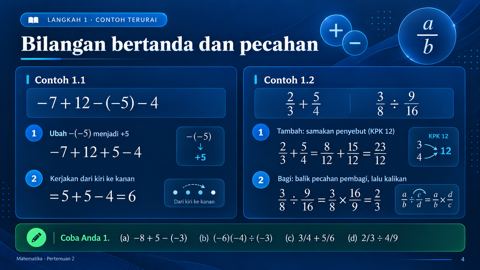 LANGKAH 1 · CONTOH TERURAI
Bilangan bertanda dan pecahan
+
−
a/b
Contoh 1.1
−7 + 12 − (−5) − 4
1 Ubah −(−5) menjadi +5
−7 + 12 + 5 − 4
−(−5)
↓
+5
2 Kerjakan dari kiri ke kanan
= 5 + 5 − 4 = 6
Dari kiri ke kanan
Contoh 1.2
2/3 + 5/4
3/8 ÷ 9/16
1 Tambah: samakan penyebut (KPK 12)
2/3 + 5/4 = 8/12 + 15/12 = 23/12
KPK 12
3
4
12
2 Bagi: balik pecahan pembagi, lalu kalikan
3/8 ÷ 9/16 = 3/8 × 16/9 = 2/3
a/b ÷ c/d = a/b × d/c
Coba Anda 1. (a) −8 + 5 − (−3) (b) (−6)(−4) ÷ (−3) (c) 3/4 + 5/6 (d) 2/3 ÷ 4/9
Matematika · Pertemuan 2
4